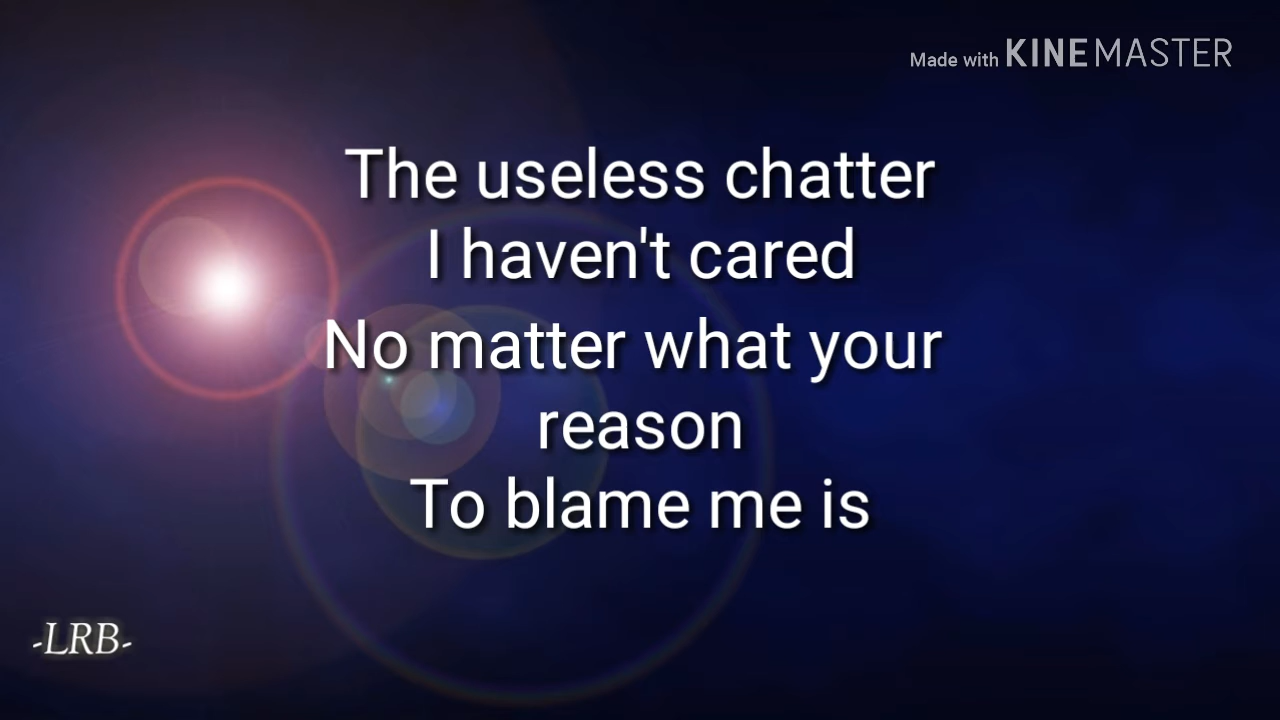 Made with KINEMASTER
The useless chatter
I haven't cared
No matter what your
reason
To blame me is
-LRB-